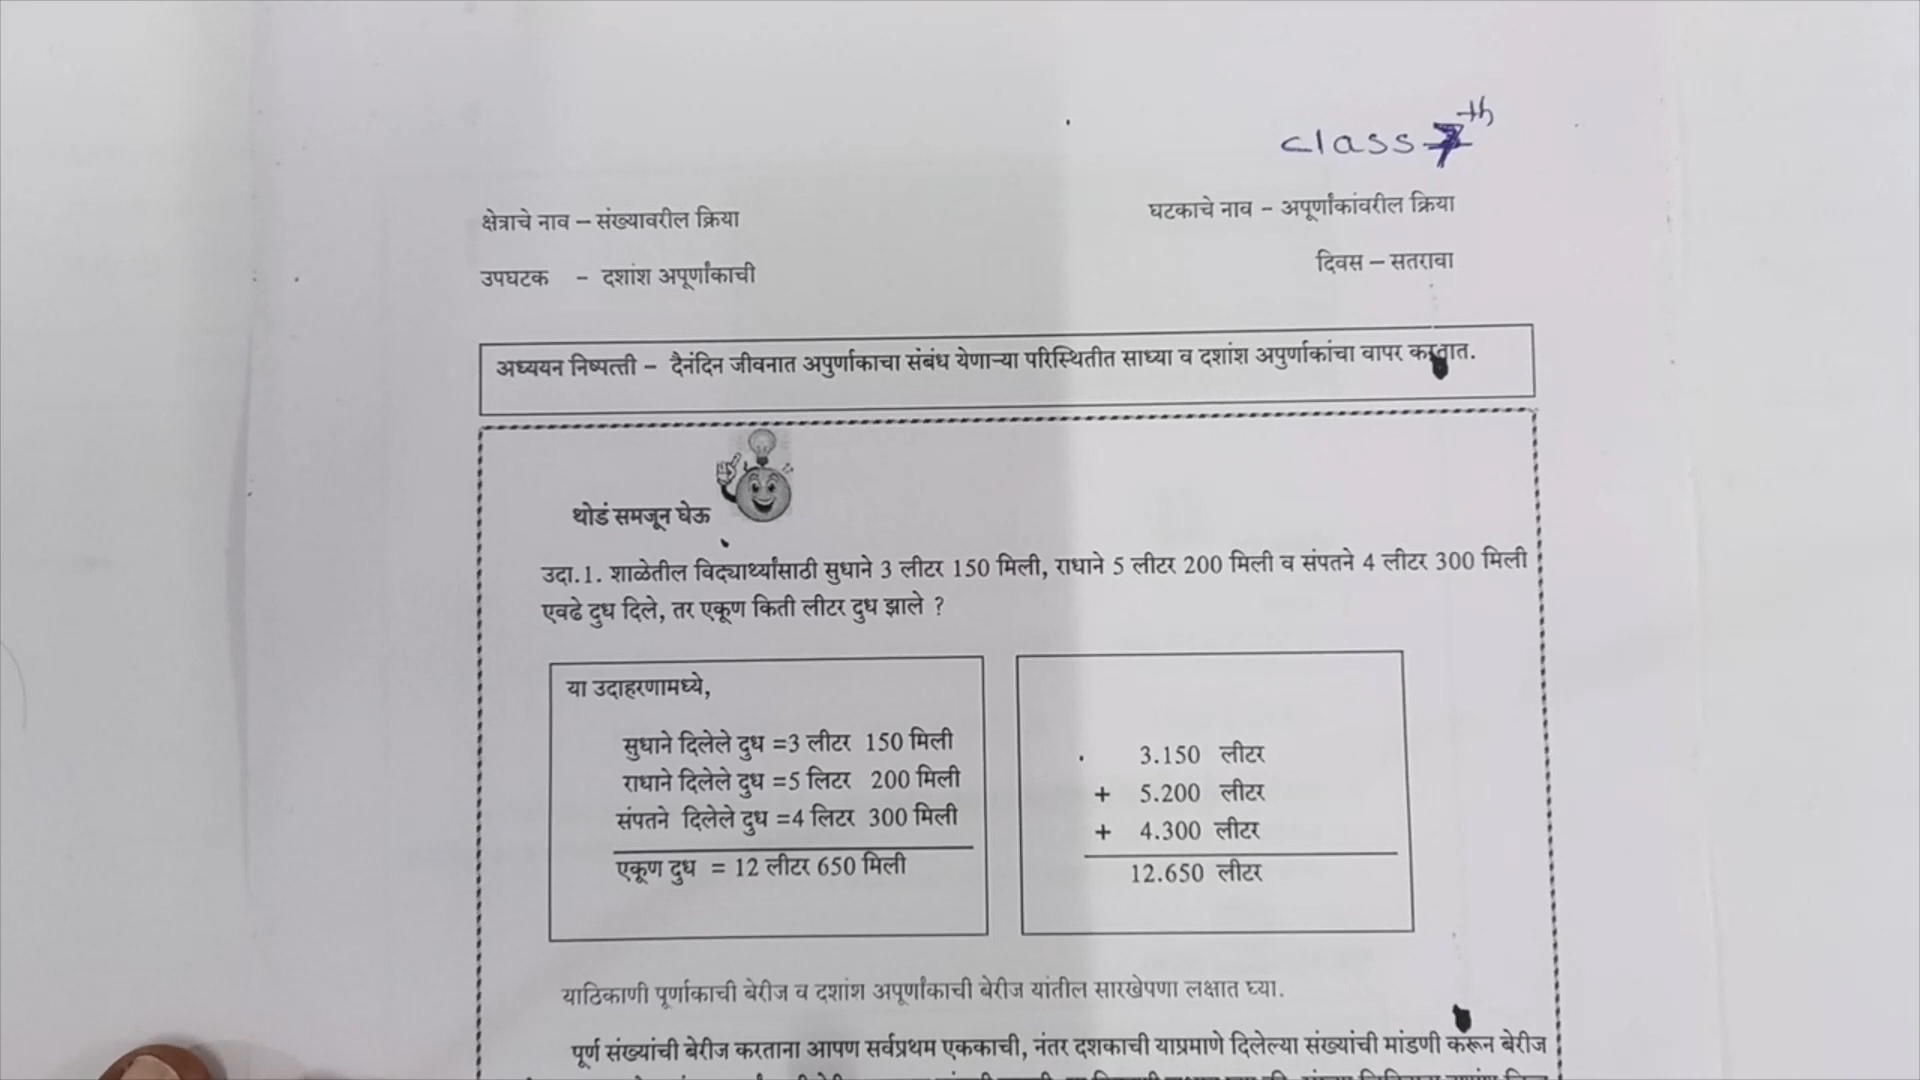 class 7th
क्षेत्राचे नाव – संख्यावरील क्रिया
घटकाचे नाव – अपूर्णांकांवरील क्रिया
उपघटक – दशांश अपूर्णांकाची
दिवस – सतरावा
अध्ययन निष्पत्ती – दैनंदिन जीवनात अपुर्णाकाचा संबंध येणाऱ्या परिस्थितीत साध्या व दशांश अपुर्णाकांचा वापर करतात.
थोडं समजून घेऊ
उदा.1. शाळेतील विद्यार्थ्यांसाठी सुधाने 3 लीटर 150 मिली, राधाने 5 लीटर 200 मिली व संपतने 4 लीटर 300 मिली
एवढे दुध दिले, तर एकूण किती लीटर दुध झाले ?
या उदाहरणामध्ये,
सुधाने दिलेले दुध =3 लीटर 150 मिली
राधाने दिलेले दुध =5 लिटर 200 मिली
संपतने दिलेले दुध =4 लिटर 300 मिली
एकूण दुध = 12 लीटर 650 मिली
3.150 लीटर
+ 5.200 लीटर
+ 4.300 लीटर
12.650 लीटर
याठिकाणी पूर्णाकाची बेरीज व दशांश अपूर्णांकाची बेरीज यांतील सारखेपणा लक्षात घ्या.
पूर्ण संख्यांची बेरीज करताना आपण सर्वप्रथम एककाची, नंतर दशकाची याप्रमाणे दिलेल्या संख्यांची मांडणी करून बेरीज